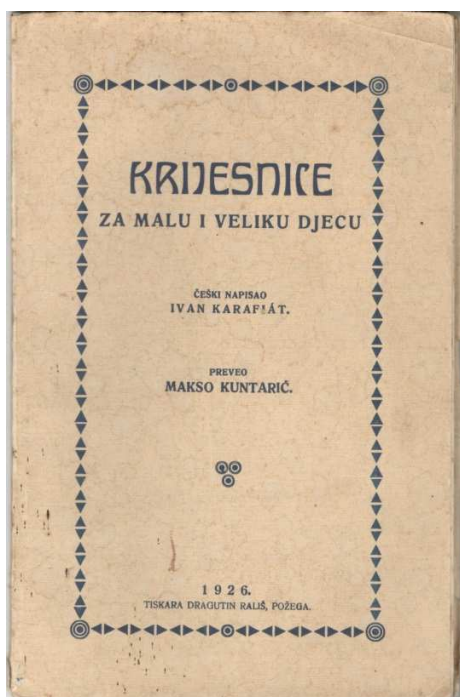 KRIJESNICE
ZA MALU I VELIKU DJECU
ČEŠKI NAPISAO
IVAN KARAFIÁT.
PREVEO
MAKSO KUNTARIĆ.
1926.
TISKARA DRAGUTIN RALIŠ, POŽEGA.